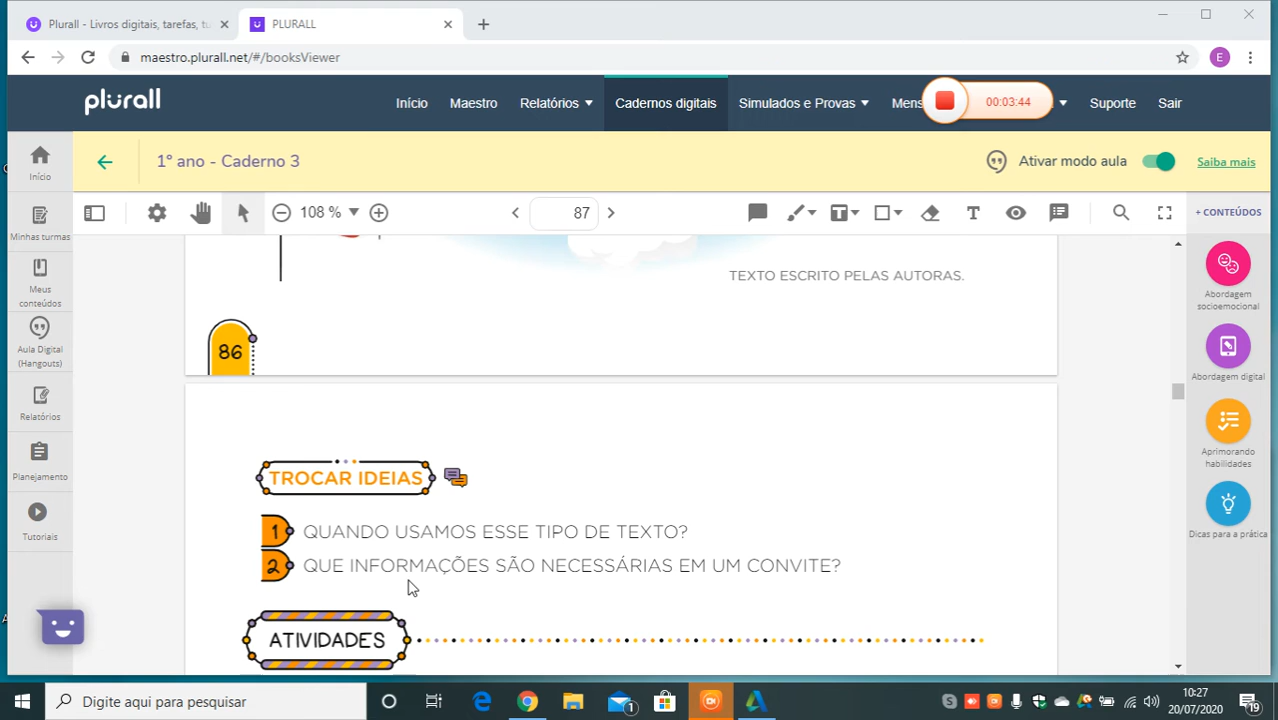 Plurall - Livros digitais, tarefas, tu
PLURALL
maestro.plurall.net/#/booksViewer
E
plurall
Início
Maestro
Relatórios
Cadernos digitais
Simulados e Provas
Mens
00:03:44
Suporte
Sair
Início
1º ano - Caderno 3
Ativar modo aula
Saiba mais
108 %
87
+ CONTEÚDOS
Minhas turmas
Meus
conteúdos
Aula Digital
(Hangouts)
Relatórios
Planejamento
Tutoriais
TEXTO ESCRITO PELAS AUTORAS.
86
TROCAR IDEIAS
1 QUANDO USAMOS ESSE TIPO DE TEXTO?
2 QUE INFORMAÇÕES SÃO NECESSÁRIAS EM UM CONVITE?
ATIVIDADES
Abordagem
socioemocional
Abordagem digital
Aprimorando
habilidades
Dicas para a prática
Digite aqui para pesquisar
1
10:27
20/07/2020
19